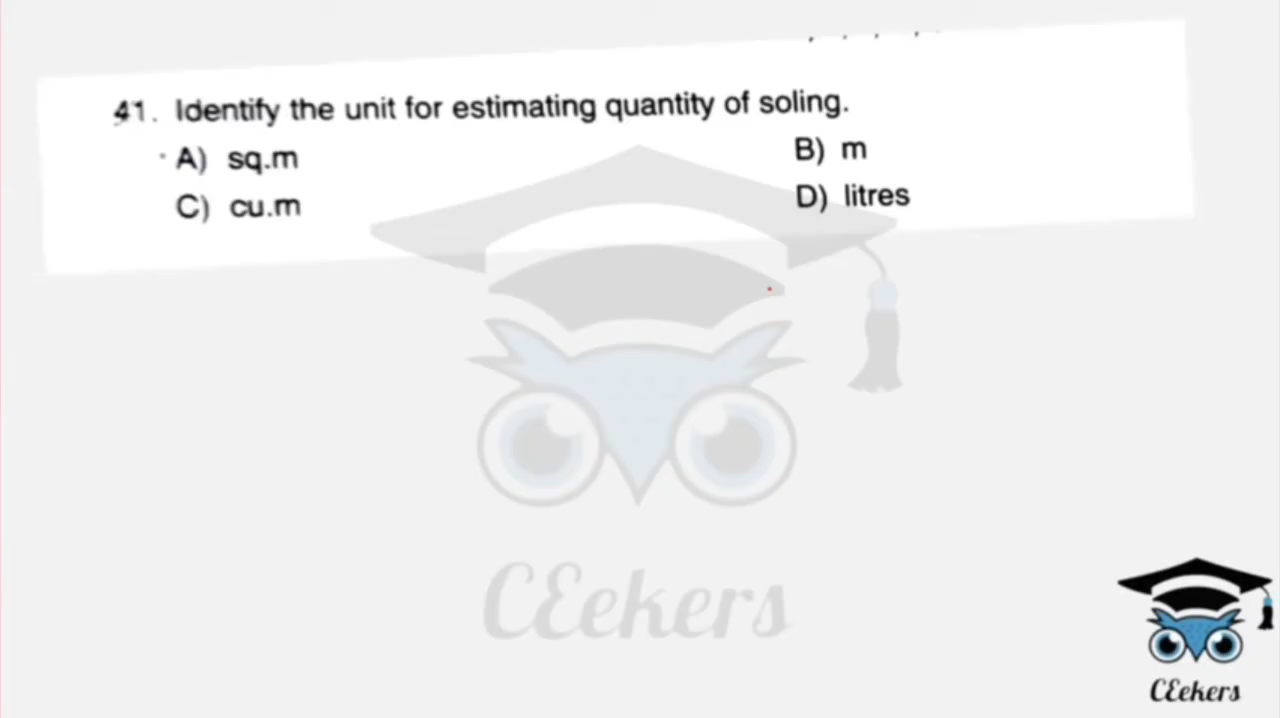 41. Identify the unit for estimating quantity of soling.
A) sq.m B) m
C) cu.m D) litres
CEekers
CEekers